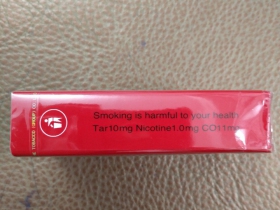 Smoking is harmful to your health
Tar10mg Nicotine1.0mg CO11mg